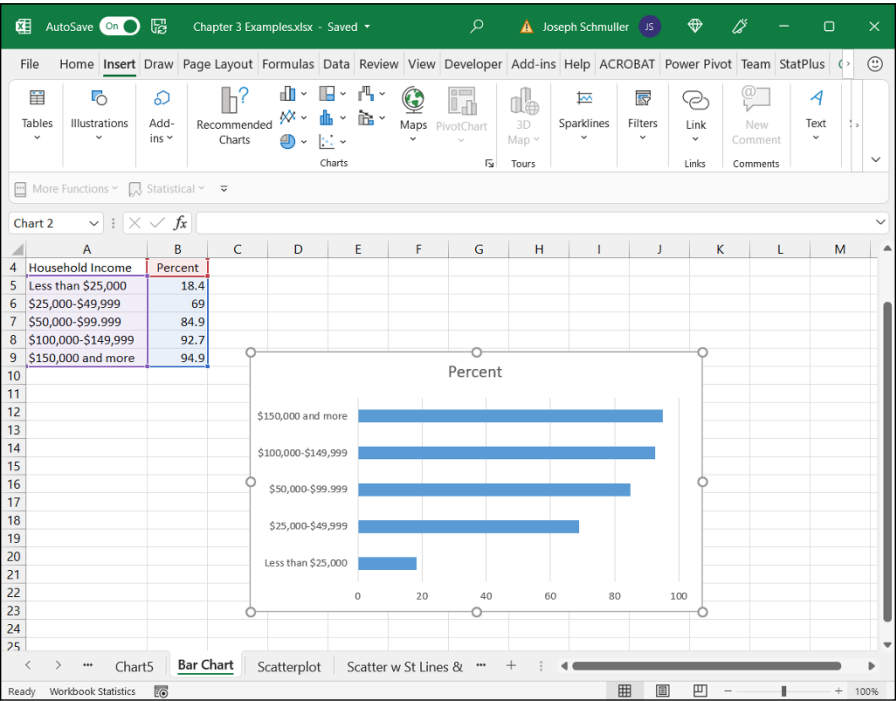 AutoSave On Chapter 3 Examples.xlsx - Saved Joseph Schmuller JS
File Home Insert Draw Page Layout Formulas Data Review View Developer Add-ins Help ACROBAT Power Pivot Team StatPlus
Tables Illustrations Add-ins Recommended Charts Maps PivotChart 3D Map Sparklines Filters Link New Comment Text
Charts Tours Links Comments
More Functions Statistical
Chart 2 fx
A B C D E F G H I J K L M
4 Household Income Percent
5 Less than $25,000 18.4
6 $25,000-$49,999 69
7 $50,000-$99.999 84.9
8 $100,000-$149,999 92.7
9 $150,000 and more 94.9
10
Percent
11
12
$150,000 and more
13
14
$100,000-$149,999
15
16
$50,000-$99.999
17
18
$25,000-$49,999
19
20
Less than $25,000
21
22
0 20 40 60 80 100
23
24
25
Chart5 Bar Chart Scatterplot Scatter w St Lines &
Ready Workbook Statistics 100%